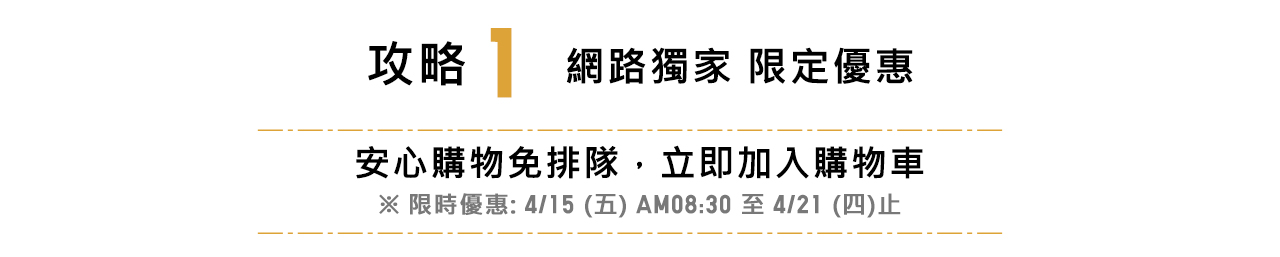 攻略 1 網路獨家 限定優惠
安心購物免排隊，立即加入購物車
※ 限時優惠: 4/15 (五) AM08:30 至 4/21 (四)止